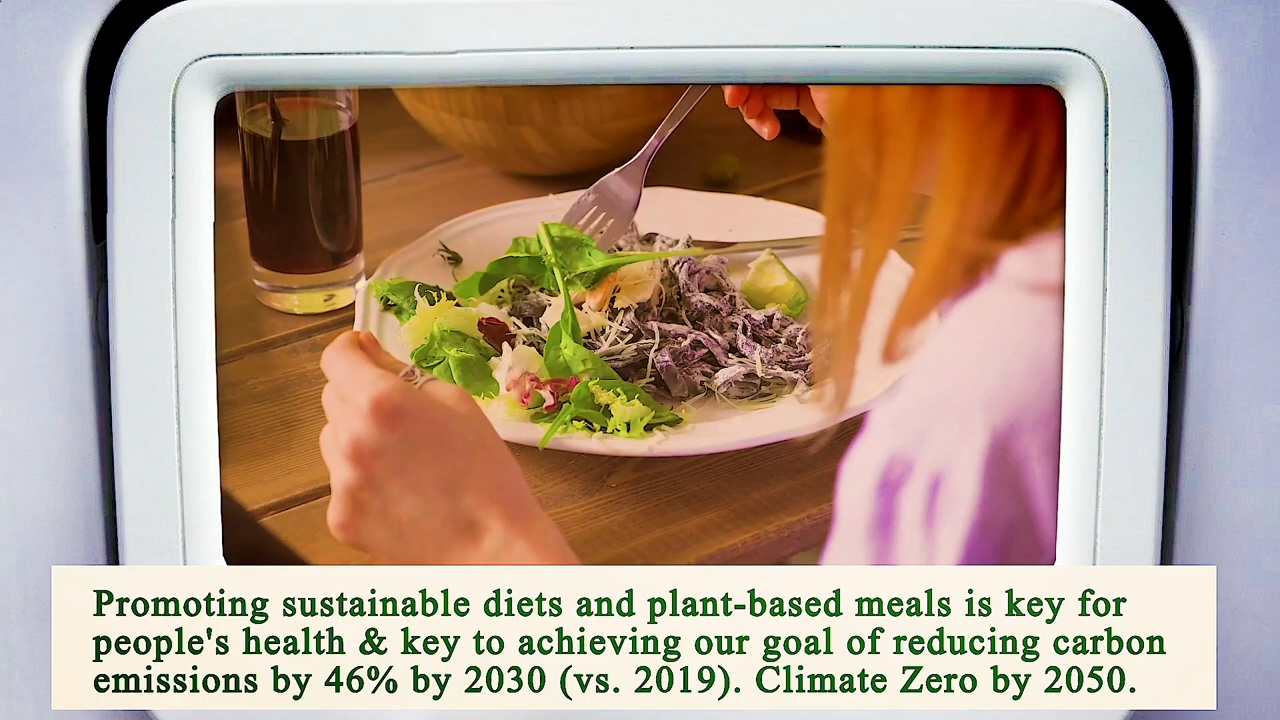 Promoting sustainable diets and plant-based meals is key for
people's health & key to achieving our goal of reducing carbon
emissions by 46% by 2030 (vs. 2019). Climate Zero by 2050.